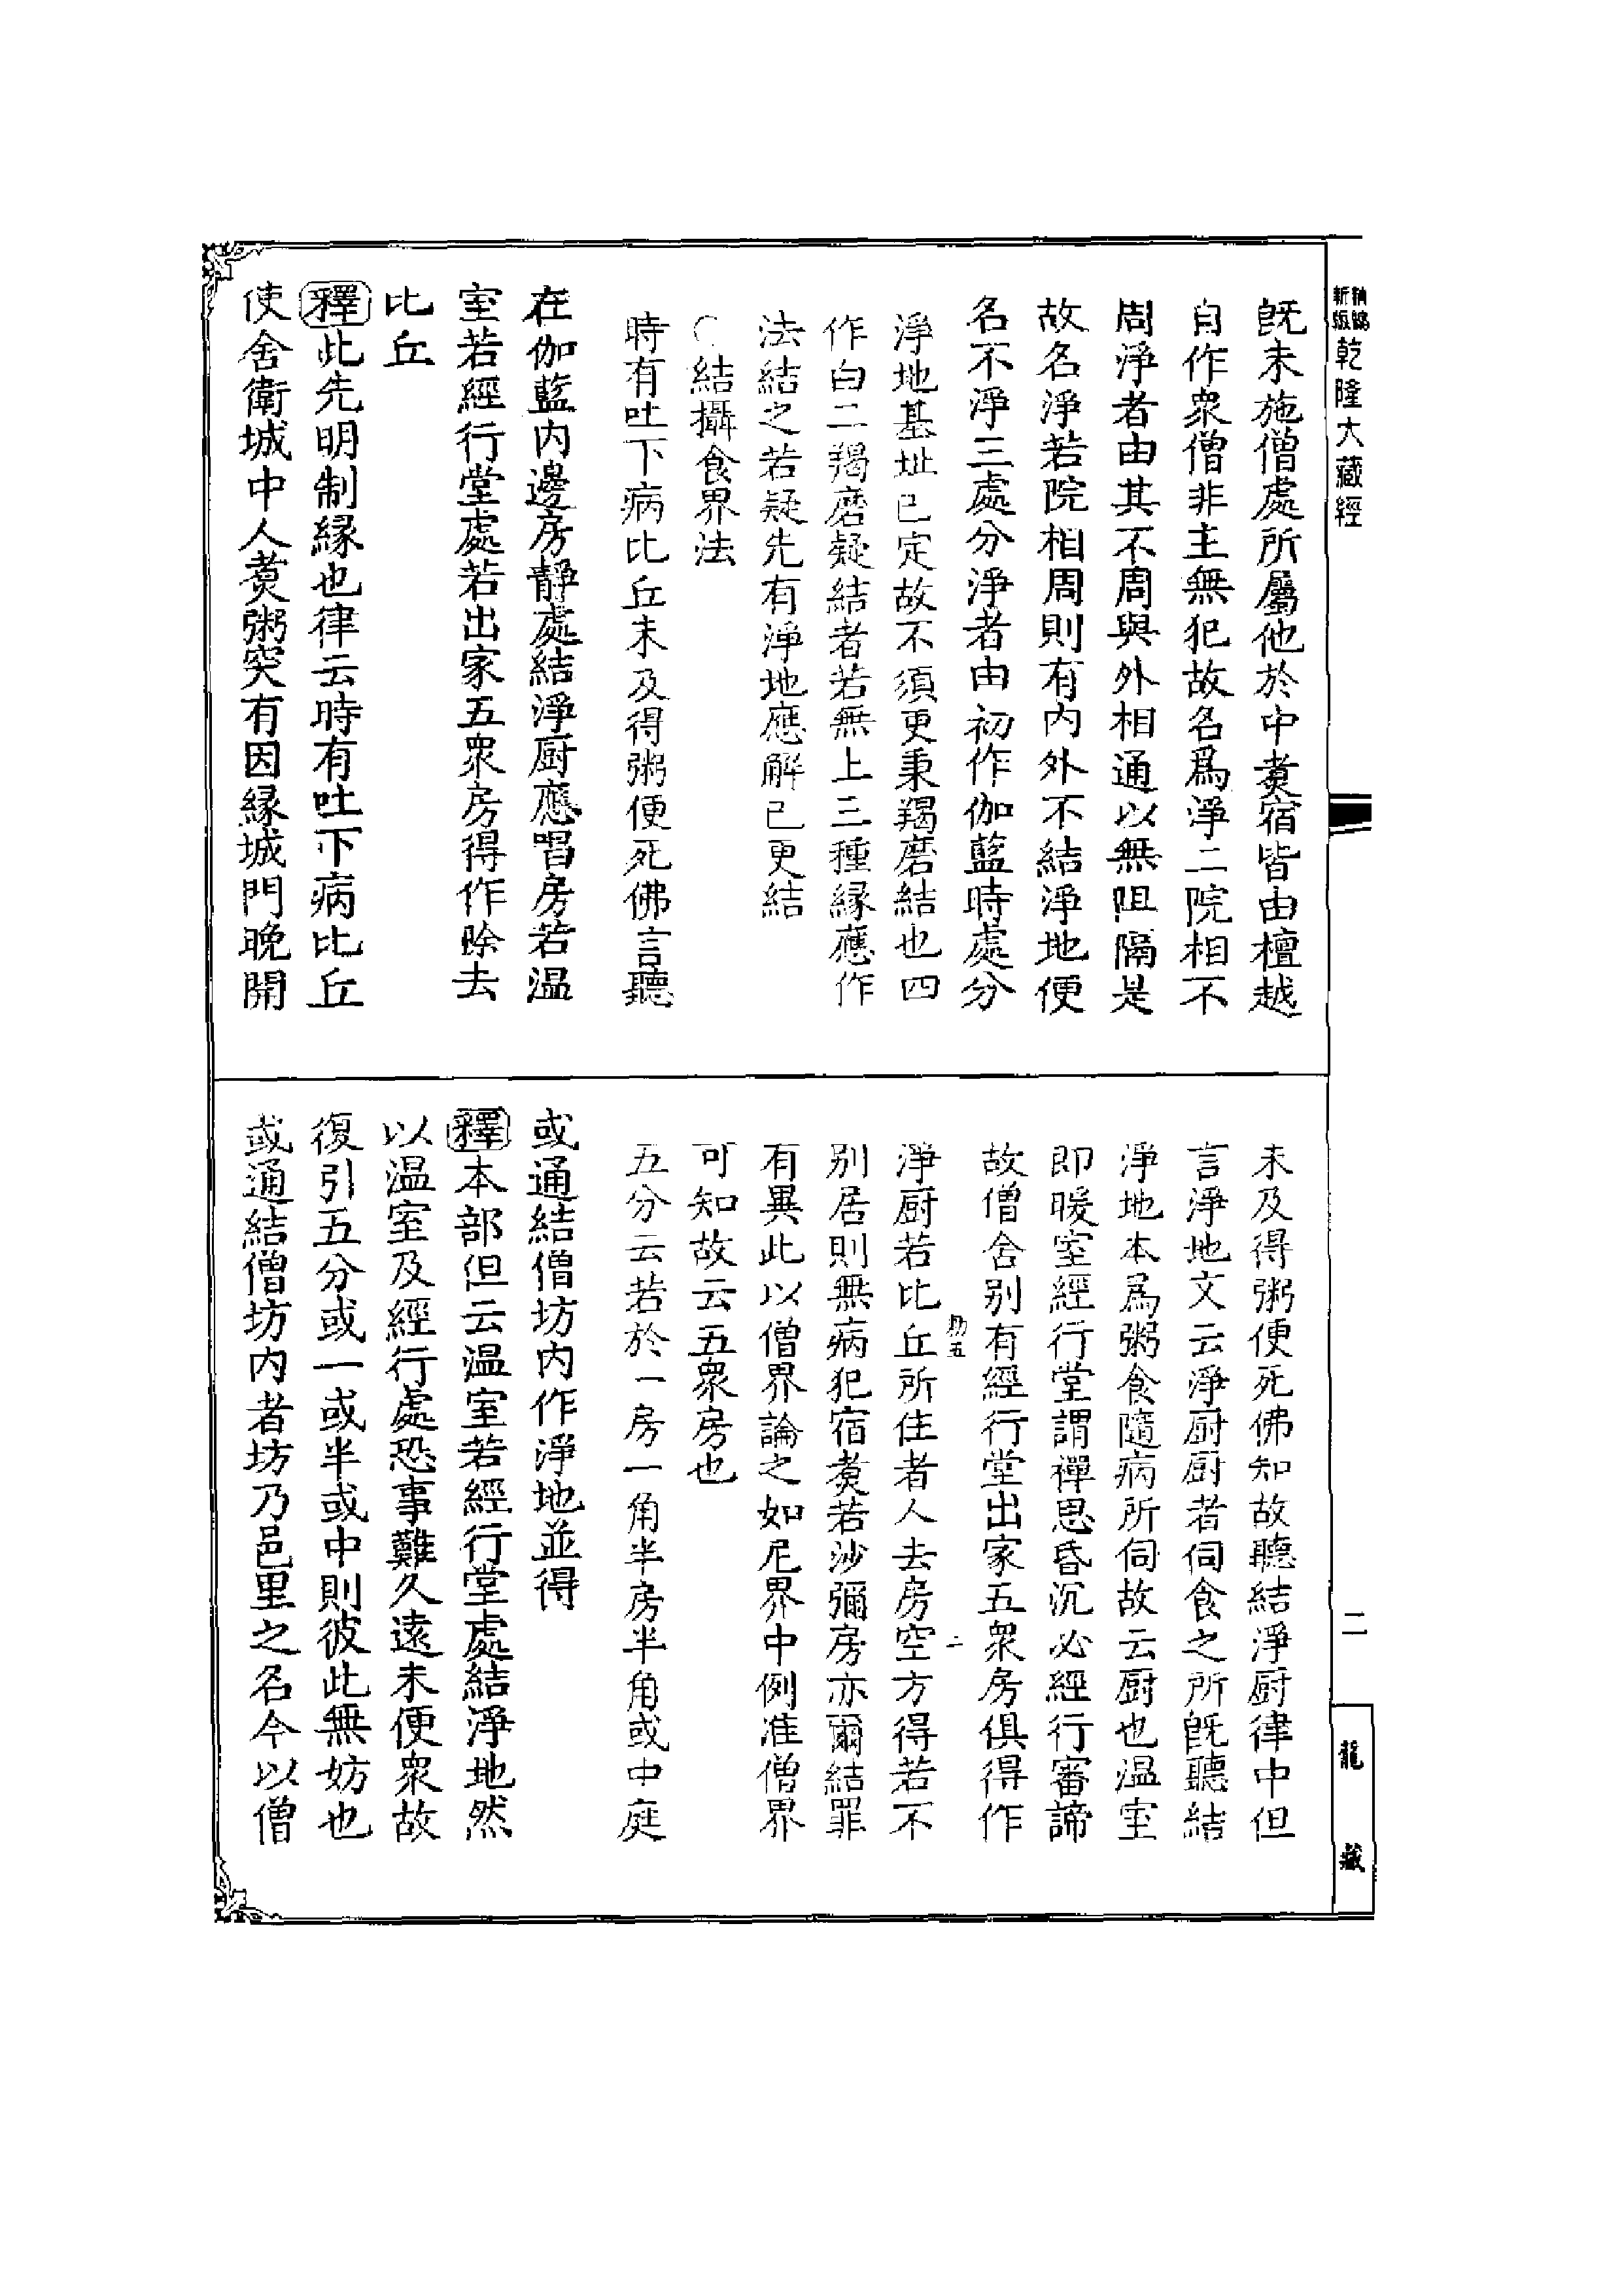 乾隆大藏經
既未施僧處所屬他於中煑宿皆由檀越
自作衆僧非主無犯故名爲淨二院相不
周淨者由其不周與外相通以無阻隔是
故名淨若院相周則有內外不結淨地便
名不淨三處分淨者由初作伽藍時處分
淨地基址已定故不須更秉羯磨結也四
作白二羯磨疑結者若無上三種緣應作
法結之若疑先有淨地應解已更結
○結攝食界法
時有吐下病比丘未及得粥便死佛言聽
在伽藍內邊房靜處結淨厨應唱房若温
室若經行堂處若出家五衆房得作除去
比丘
釋此先明制緣也律云時有吐下病比丘
使舍衛城中人煑粥突有因緣城門晚開
未及得粥便死佛知故聽結淨厨律中但
言淨地文云淨厨厨者伺食之所既聽結
淨地本爲粥食隨病所伺故云厨也温室
即暖室經行堂謂禪思昏沉必經行審諦
故僧舍别有經行堂出家五衆房俱得作
淨厨若比丘所住者人去房空方得若不
别居則無病犯宿煑若沙彌房亦爾結罪
有異此以僧界論之如尼界中例准僧界
可知故云五衆房也
五分云若於一房一角半房半角或中庭
或通結僧坊內作淨地並得
釋本部但云温室若經行堂處結淨地然
以温室及經行處恐事難久遠未便衆故
復引五分或一或半或中則彼此無妨也
或通結僧坊內者坊乃邑里之名今以僧
二
龍藏